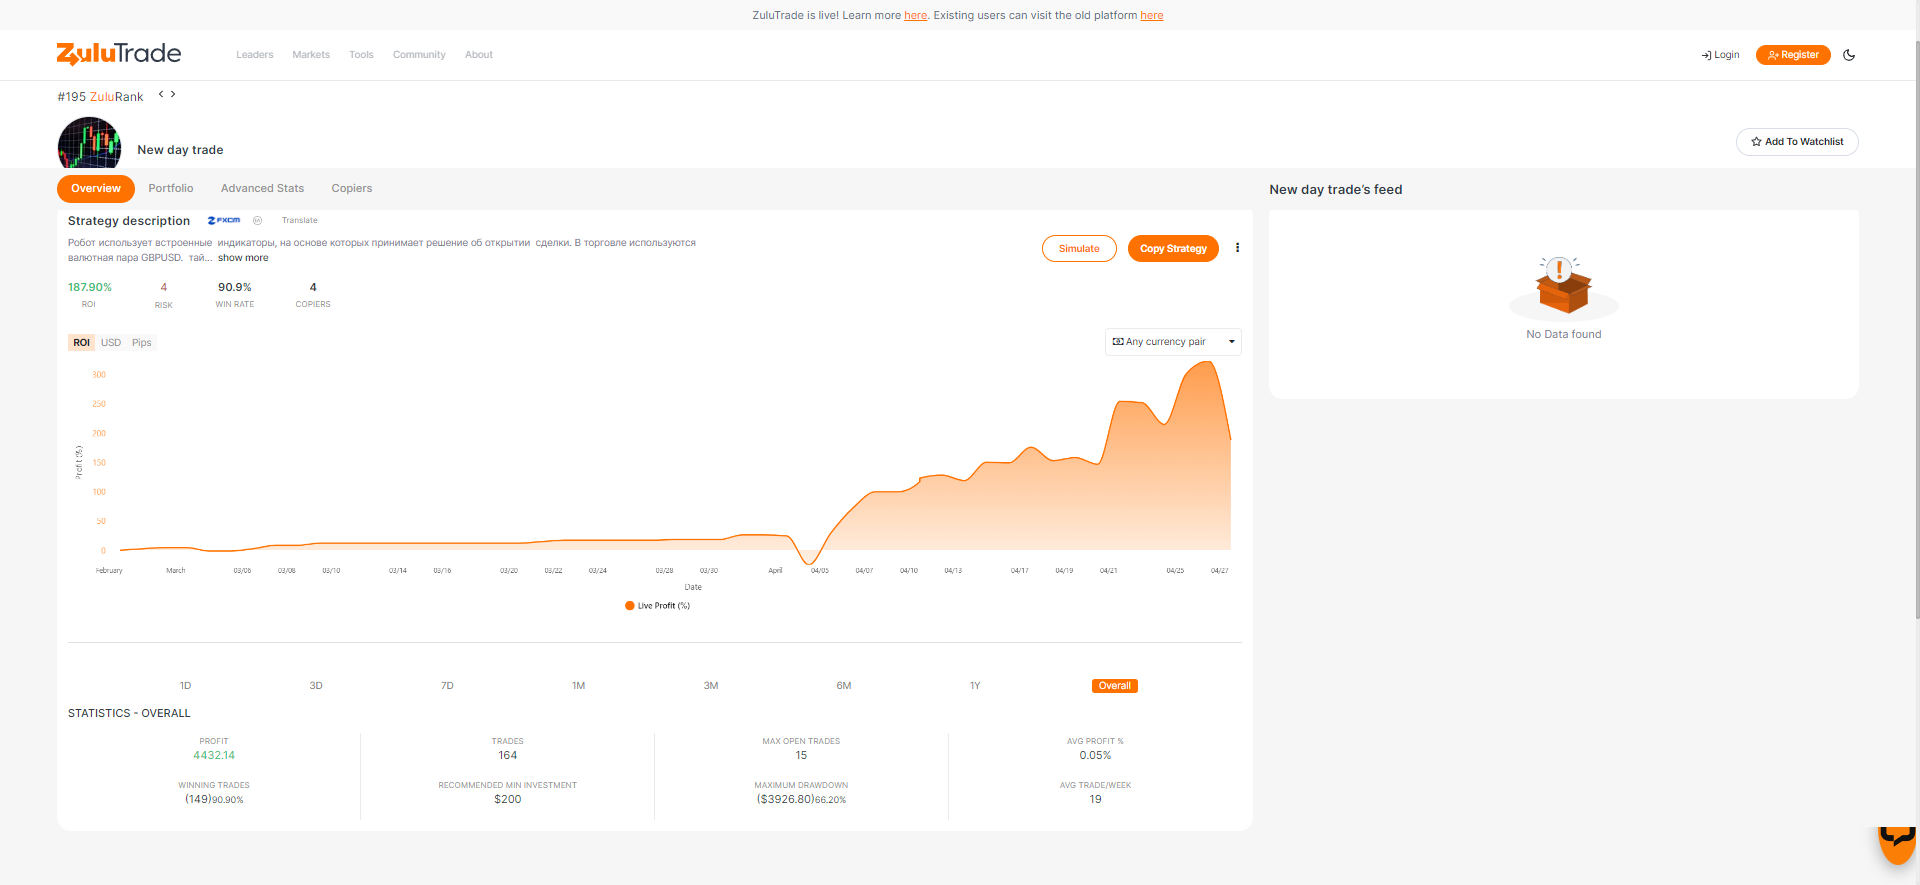 ZuluTrade is live! Learn more here. Existing users can visit the old platform here
ZuluTrade
Leaders
Markets
Tools
Community
About
Login
Register
#195 ZuluRank
New day trade
Add To Watchlist
Overview
Portfolio
Advanced Stats
Copiers
New day trade's feed
Strategy description
FXCM
Translate
Робот использует встроенные индикаторы, на основе которых принимает решение об открытии сделки. В торговле используются
валютная пара GBPUSD. тай... show more
Simulate
Copy Strategy
187.90%
ROI
4
RISK
90.9%
WIN RATE
4
COPIERS
No Data found
ROI
USD
Pips
Any currency pair
300
250
200
150
100
50
0
Profit (%)
February
March
03/06
03/08
03/10
03/14
03/16
03/20
03/22
03/24
03/28
03/30
April
04/05
04/07
04/10
04/13
04/17
04/19
04/21
04/25
04/27
Date
Live Profit (%)
1D
3D
7D
1M
3M
6M
1Y
Overall
STATISTICS - OVERALL
PROFIT
4432.14
TRADES
164
MAX OPEN TRADES
15
AVG PROFIT %
0.05%
WINNING TRADES
(149)90.90%
RECOMMENDED MIN INVESTMENT
$200
MAXIMUM DRAWDOWN
($3926.80)66.20%
AVG TRADE/WEEK
19